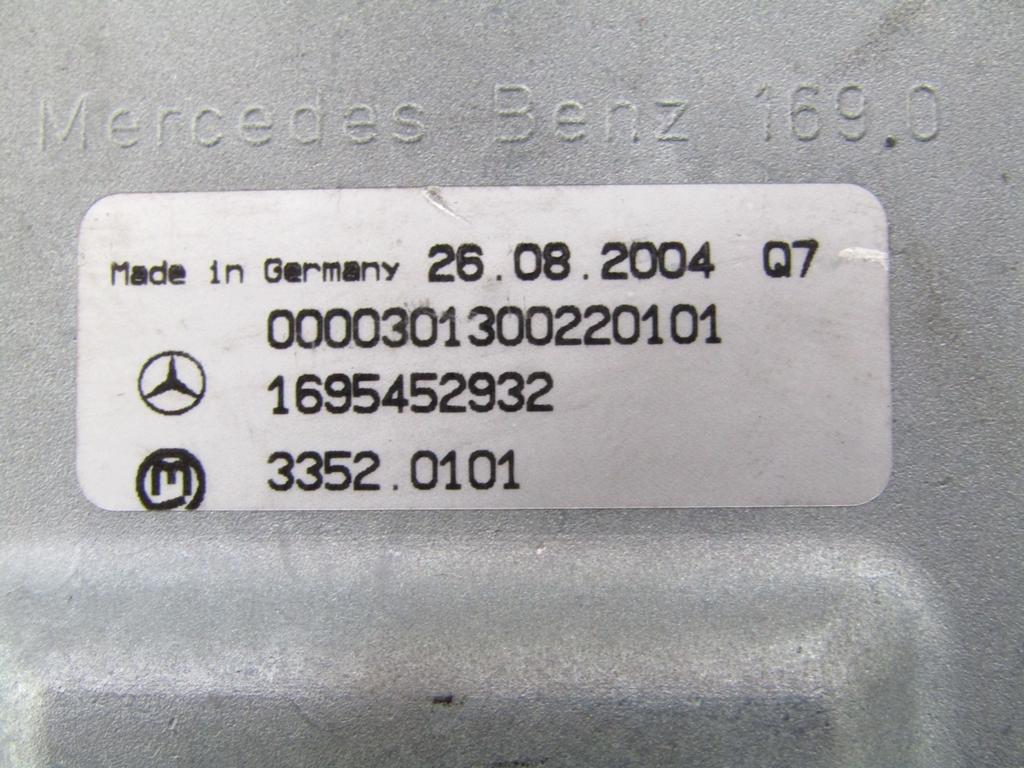 Mercedes Benz 169.0
Made in Germany 26.08.2004 Q7
0000301300220101
1695452932
M 3352.0101